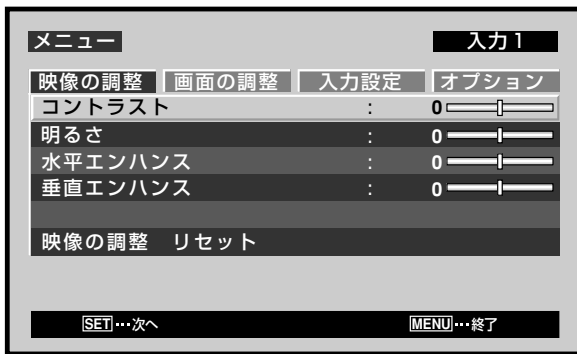 メニュー 入力1
映像の調整 画面の調整 入力設定 オプション
コントラスト : 0
明るさ : 0
水平エンハンス : 0
垂直エンハンス : 0
映像の調整 リセット
SET…次へ MENU…終了